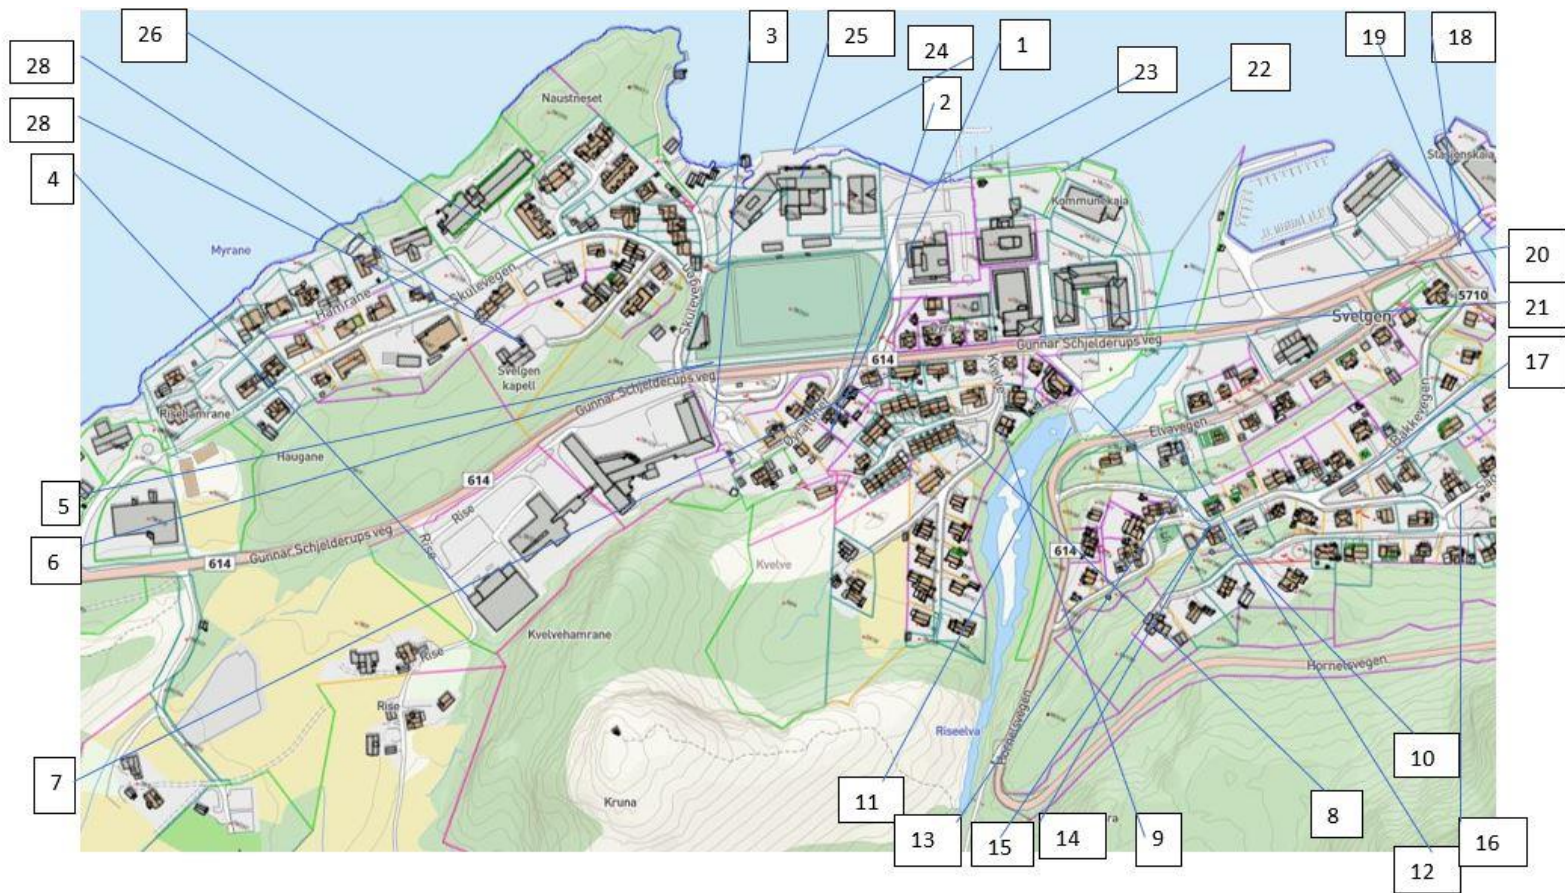 26
3
25
24
1
19
18
28
2
23
22
28
4
Naustneset
Stasjonskaia
Kommunekaia
Myrane
Skulevegen
Hamrane
Skulevegen
20
5710
Svelgen
21
614
Gunnar Schjelderups veg
Svelgen
kapell
Gunnar Schjelderups veg
17
Risehamrane
Elvavegen
Bakkevegen
Haugane
614
5
Rise
6
Gunnar Schjelderups veg
614
Rise
614
Kvelve
Kvelvehamrane
Rise
Hornelsvegen
Rise
Hornelsvegen
Riseelva
7
10
Kruna
11
8
13
15
14
9
16
12